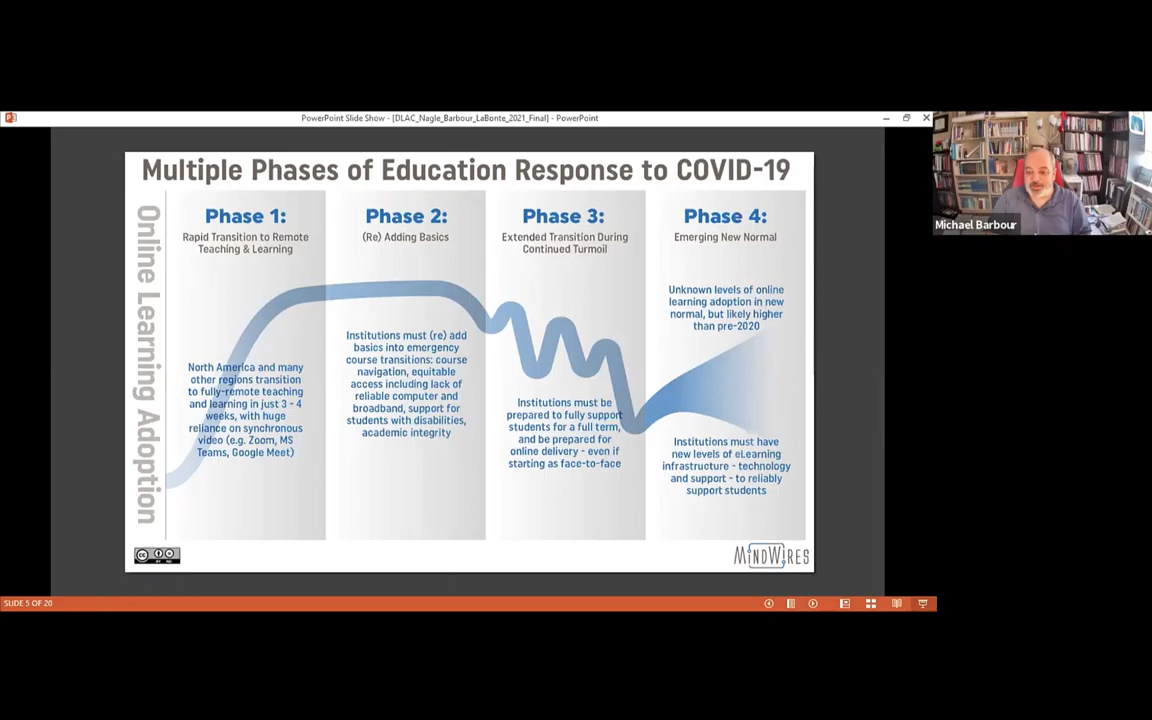 PowerPoint Slide Show - [DLAC_Nagle_Barbour_LaBonte_2021_Final] - PowerPoint
Multiple Phases of Education Response to COVID-19
Online Learning Adoption
Phase 1:
Rapid Transition to Remote
Teaching & Learning
North America and many
other regions transition
to fully-remote teaching
and learning in just 3 - 4
weeks, with huge
reliance on synchronous
video (e.g. Zoom, MS
Teams, Google Meet)
Phase 2:
(Re) Adding Basics
Institutions must (re) add
basics into emergency
course transitions: course
navigation, equitable
access including lack of
reliable computer and
broadband, support for
students with disabilities,
academic integrity
Phase 3:
Extended Transition During
Continued Turmoil
Institutions must be
prepared to fully support
students for a full term,
and be prepared for
online delivery - even if
starting as face-to-face
Phase 4:
Emerging New Normal
Unknown levels of online
learning adoption in new
normal, but likely higher
than pre-2020
Institutions must have
new levels of eLearning
infrastructure - technology
and support - to reliably
support students
MINDWIRES
SLIDE 5 OF 20
Michael Barbour